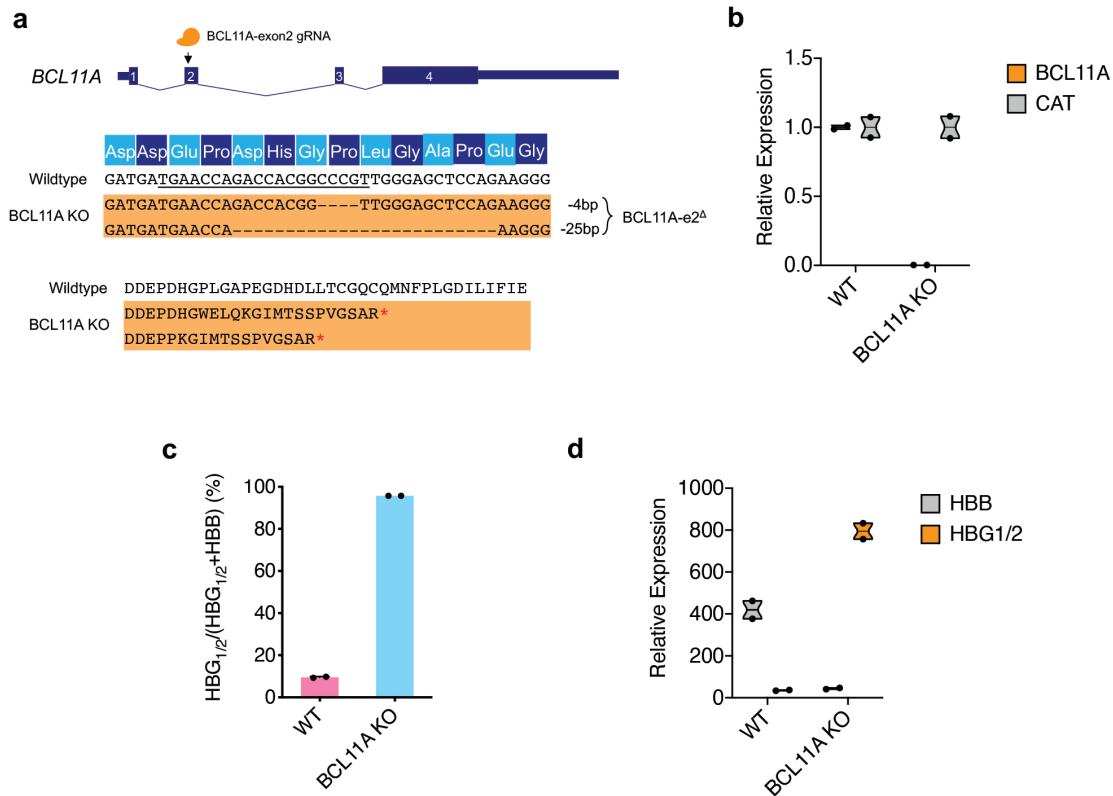 a
BCL11A-exon2 gRNA
BCL11A
1 2 3 4
Asp Asp Glu Pro Asp His Gly Pro Leu Gly Ala Pro Glu Gly
Wildtype GATGATGAACCAGACCACGGCCCGTTGGGAGCTCCAGAAGGG
BCL11A KO
GATGATGAACCAGACCACGG----TTGGGAGCTCCAGAAGGG -4bp
GATGATGAACCA-------------------------AAGGG -25bp
BCL11A-e2Δ
Wildtype DDEPDHGPLGAPEGDHDLLTCGQCQMNFPLGDILIFIE
BCL11A KO
DDEPDHGWELQKGIMTSSPVGSAR*
DDEPPKGIMTSSPVGSAR*
b
Relative Expression
1.5
1.0
0.5
0.0
WT
BCL11A KO
BCL11A
CAT
c
HBG1/2/(HBG1/2+HBB) (%)
100
80
60
40
20
0
WT
BCL11A KO
d
Relative Expression
1000
800
600
400
200
0
WT
BCL11A KO
HBB
HBG1/2